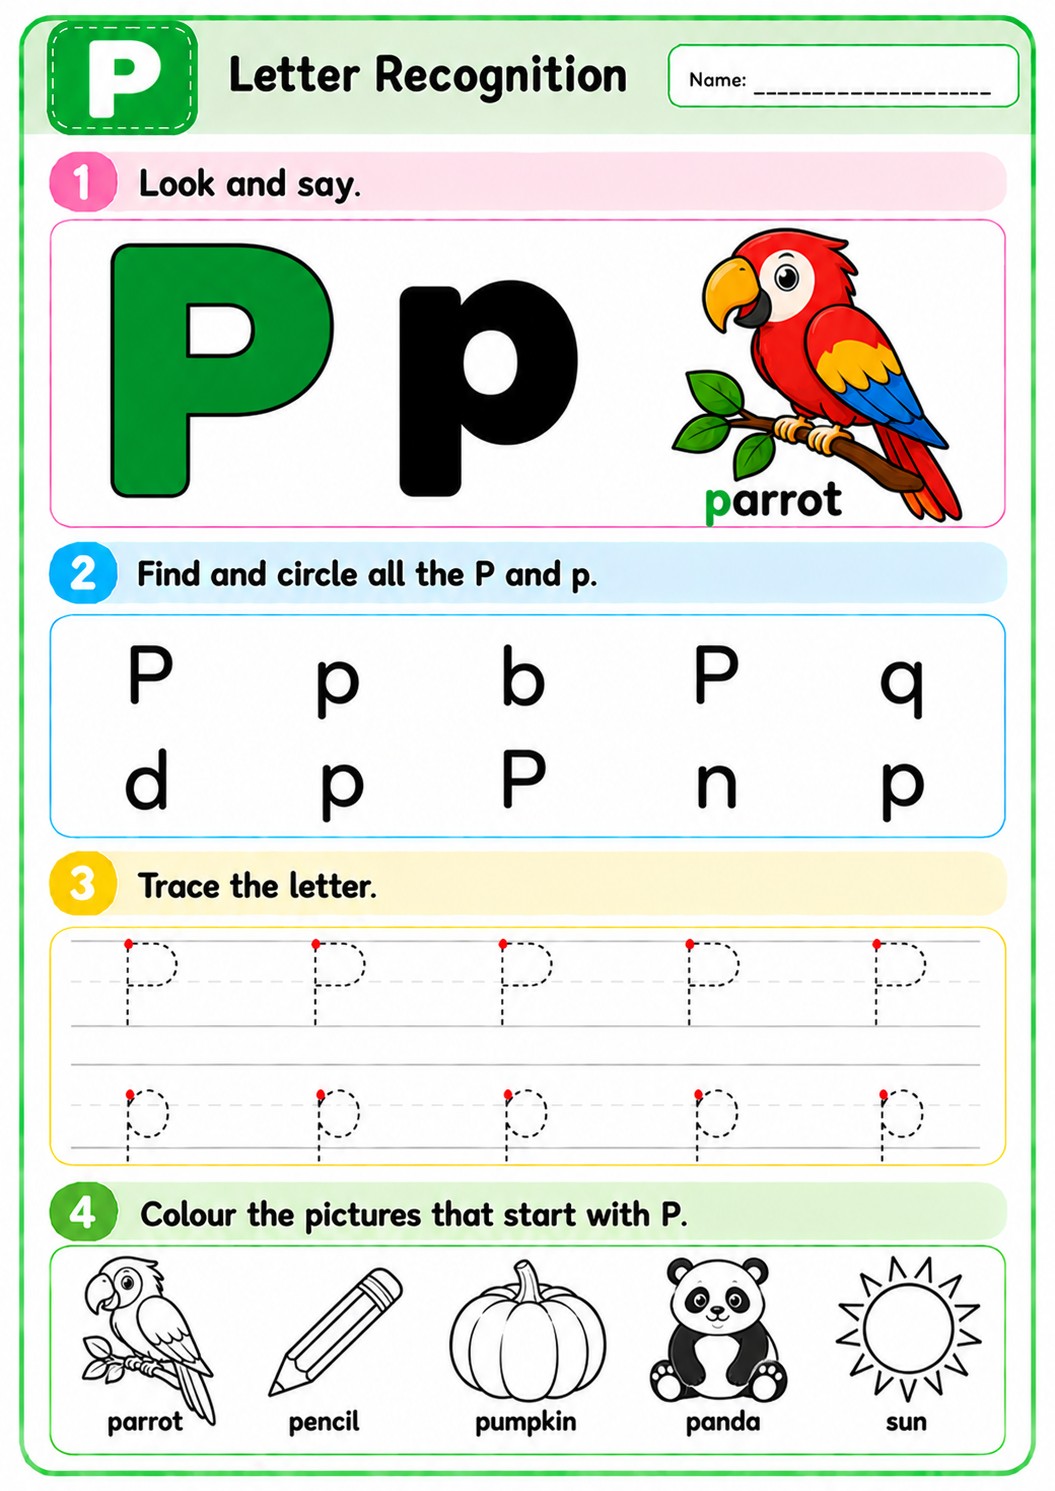 P
Letter Recognition
Name: ____________________
1
Look and say.
P p
parrot
2
Find and circle all the P and p.
P p b P q
d p P n p
3
Trace the letter.
P P P P P
p p p p p
4
Colour the pictures that start with P.
parrot pencil pumpkin panda sun